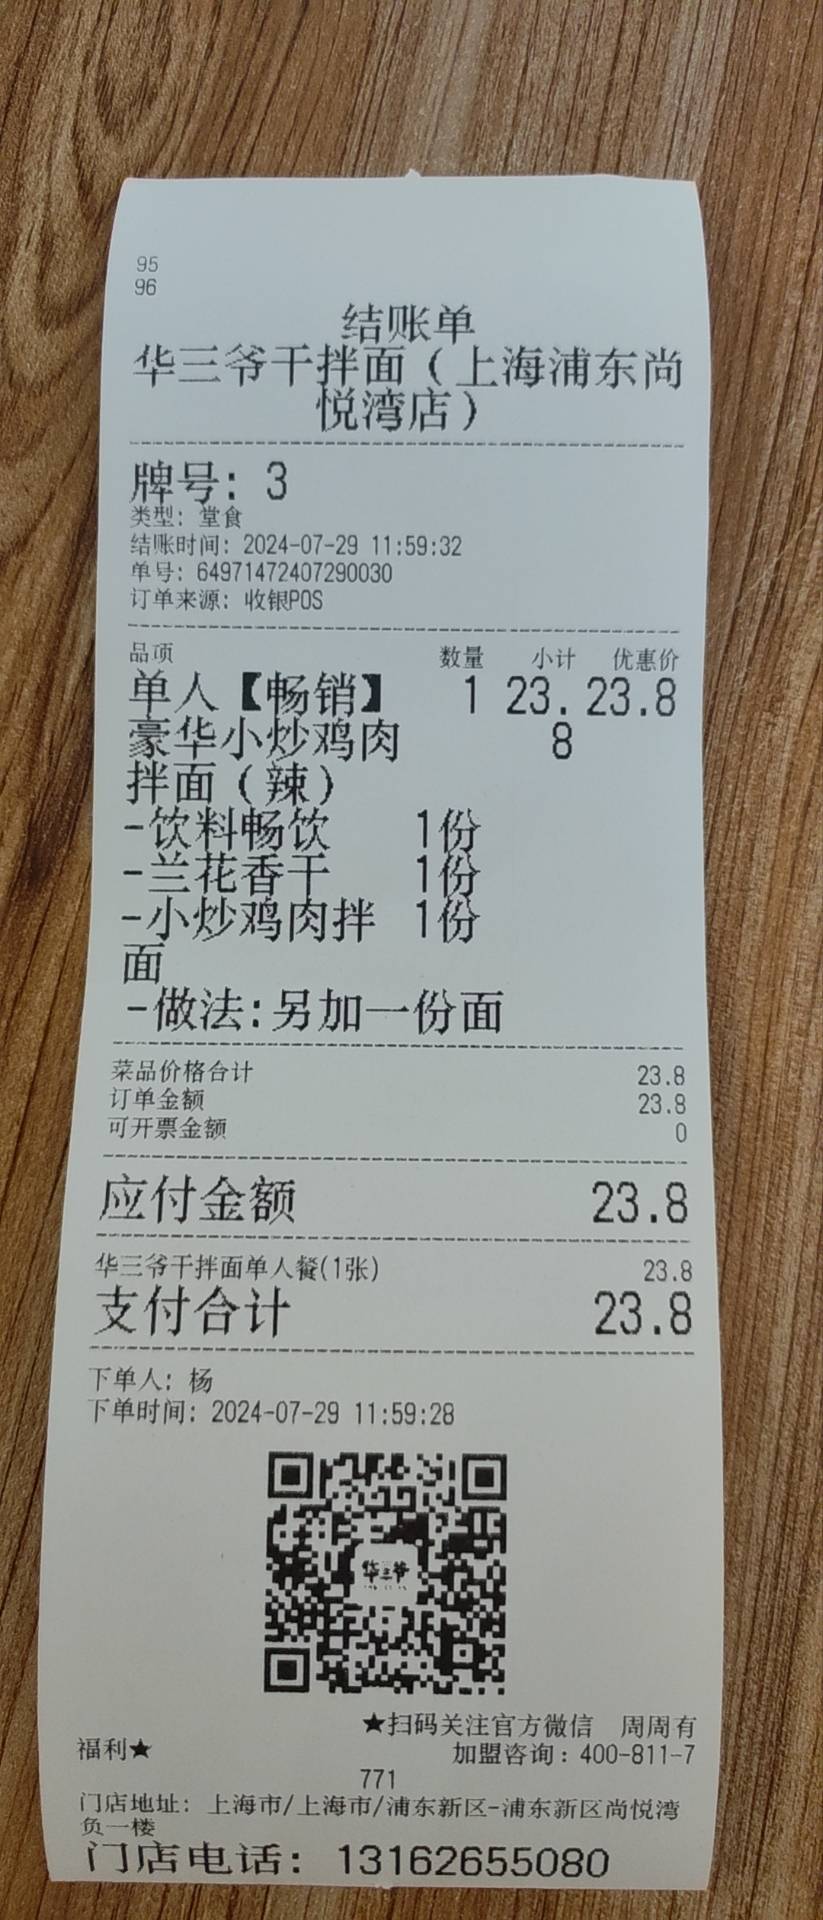 95
96
结账单
华三爷干拌面（上海浦东尚
悦湾店）
牌号：3
类型：堂食
结账时间：2024-07-29 11:59:32
单号：64971472407290030
订单来源：收银POS
品项 数量 小计 优惠价
单人【畅销】 1 23. 23.8
豪华小炒鸡肉 8
拌面（辣）
-饮料畅饮 1份
-兰花香干 1份
-小炒鸡肉拌 1份
面
-做法:另加一份面
菜品价格合计 23.8
订单金额 23.8
可开票金额 0
应付金额 23.8
华三爷干拌面单人餐(1张) 23.8
支付合计 23.8
下单人：杨
下单时间：2024-07-29 11:59:28
华三爷
★扫码关注官方微信 周周有
福利★ 加盟咨询：400-811-7
771
门店地址：上海市/上海市/浦东新区-浦东新区尚悦湾
负一楼
门店电话：13162655080